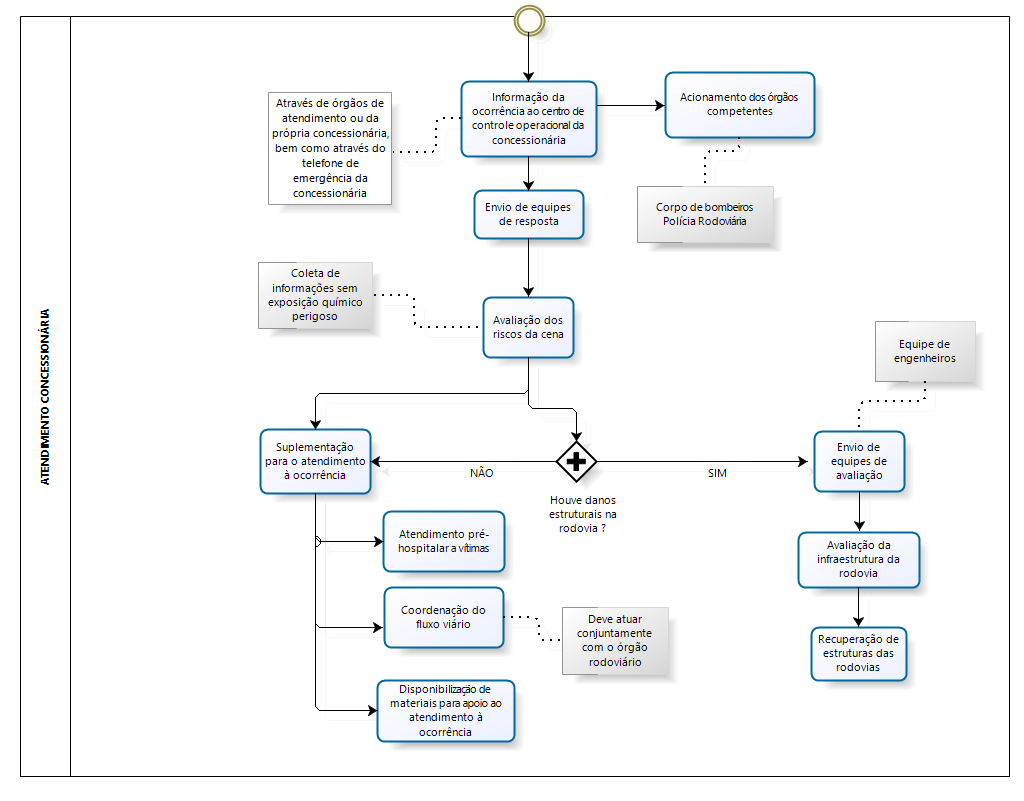 ATENDIMENTO CONCESSIONÁRIA
Através de órgãos de
atendimento ou da
própria concessionária,
bem como através do
telefone de
emergência da
concessionária
Informação da
ocorrência ao centro de
controle operacional da
concessionária
Acionamento dos órgãos
competentes
Corpo de bombeiros
Polícia Rodoviária
Envio de equipes
de resposta
Coleta de
informações sem
exposição químico
perigoso
Avaliação dos
riscos da cena
Equipe de
engenheiros
Suplementação
para o atendimento
à ocorrência
NÃO
SIM
Houve danos
estruturais na
rodovia ?
Envio de
equipes de
avaliação
Atendimento pré-
hospitalar a vítimas
Avaliação da
infraestrutura da
rodovia
Coordenação do
fluxo viário
Deve atuar
conjuntamente
com o órgão
rodoviário
Recuperação de
estruturas das
rodovias
Disponibilização de
materiais para apoio ao
atendimento à
ocorrência